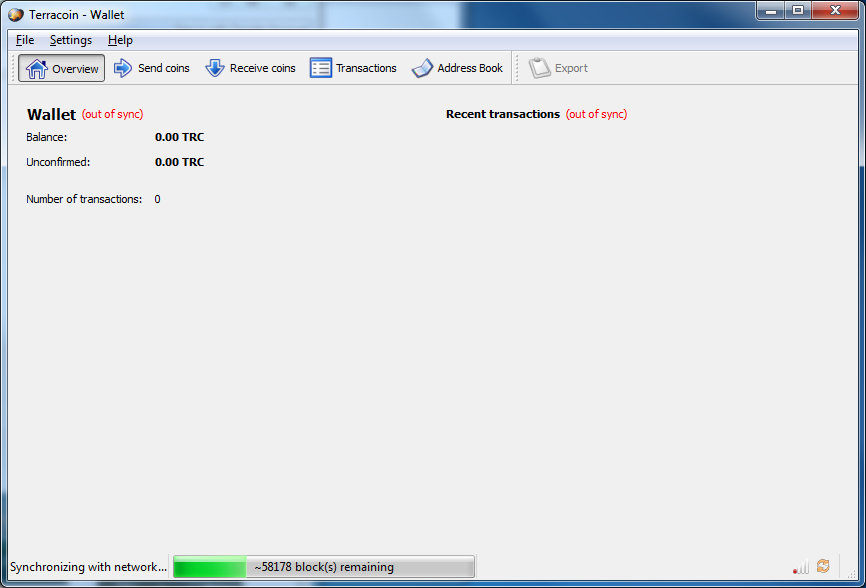 Terracoin - Wallet
File Settings Help
Overview Send coins Receive coins Transactions Address Book Export
Wallet (out of sync) Recent transactions (out of sync)
Balance: 0.00 TRC
Unconfirmed: 0.00 TRC
Number of transactions: 0
Synchronizing with network... ~58178 block(s) remaining